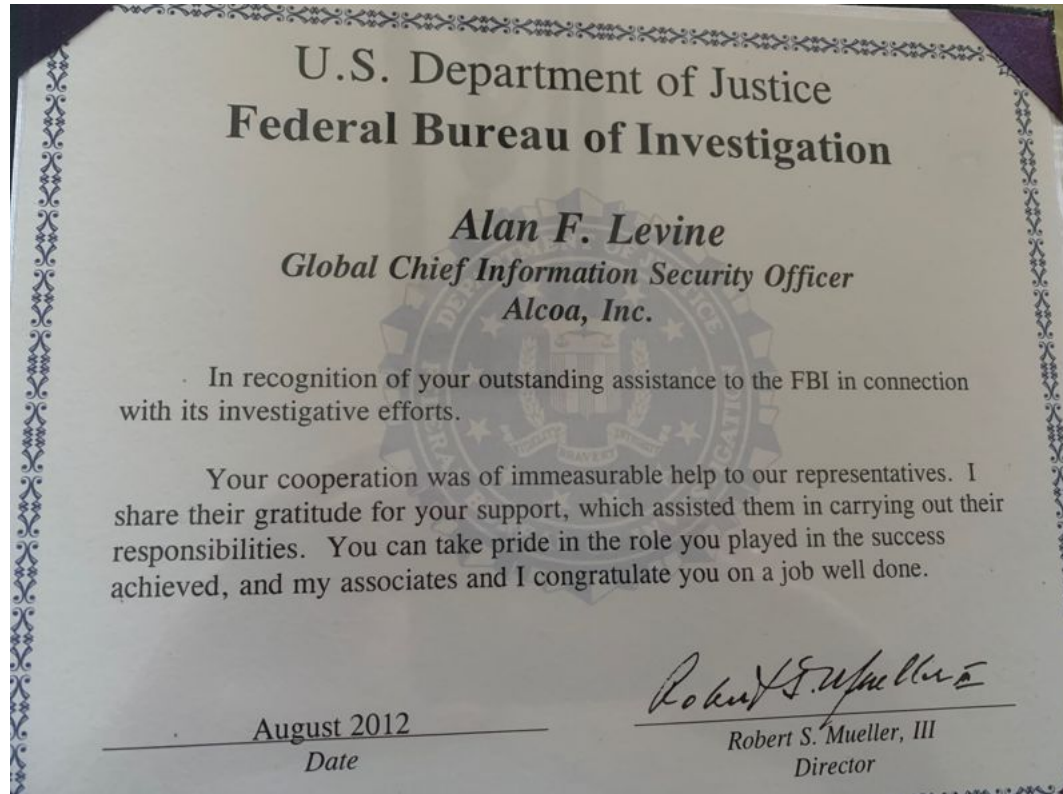 U.S. Department of Justice
Federal Bureau of Investigation
Alan F. Levine
Global Chief Information Security Officer
Alcoa, Inc.
In recognition of your outstanding assistance to the FBI in connection
with its investigative efforts.
Your cooperation was of immeasurable help to our representatives. I
share their gratitude for your support, which assisted them in carrying out their
responsibilities. You can take pride in the role you played in the success
achieved, and my associates and I congratulate you on a job well done.
Robert S. Mueller III
August 2012
Date
Robert S. Mueller, III
Director